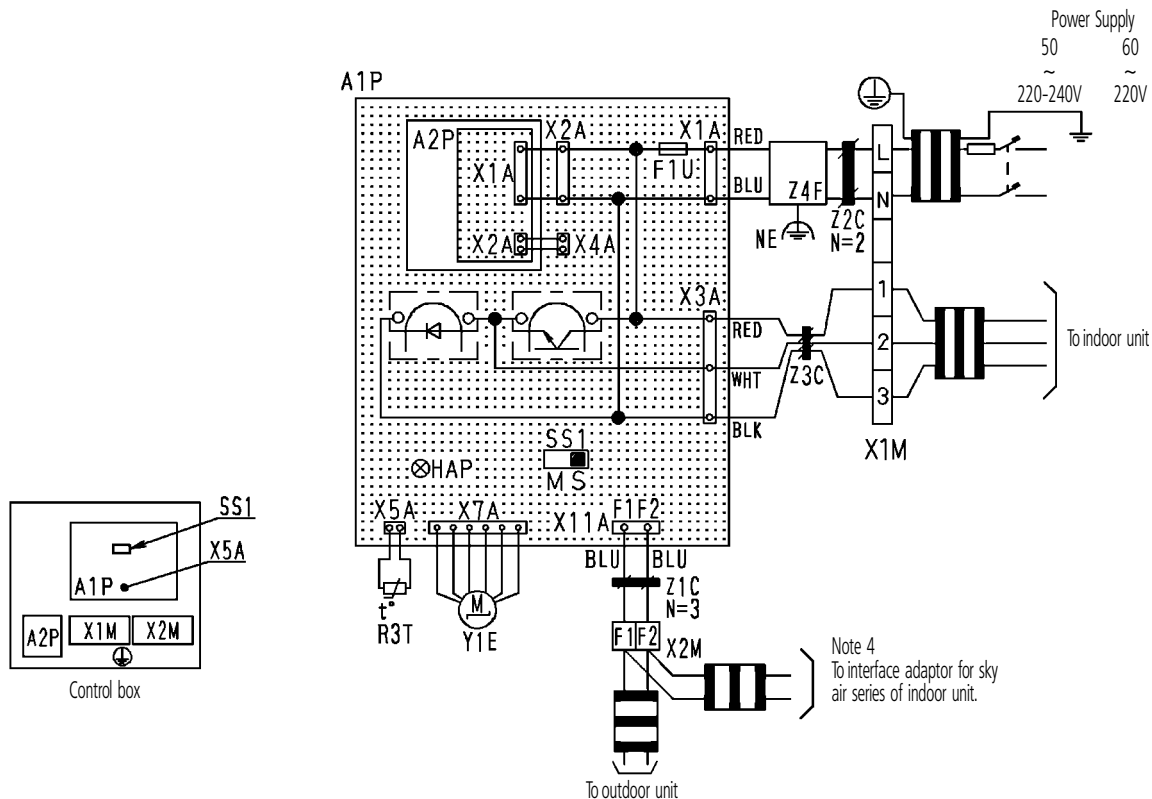 Power Supply
50 60
~ ~
220-240V 220V
A1P
A2P
X2A
X1A
RED
L
X1A
F1U
BLU
Z4F
N
NE
Z2C
N=2
X2A
X4A
X3A
1
RED
2
To indoor unit
WHT
Z3C
3
BLK
X1M
SS1
M S
HAP
X5A
X7A
X11A
F1F2
BLU
BLU
Z1C
N=3
t°
R3T
M
Y1E
F1 F2
X2M
Note 4
To interface adaptor for sky
air series of indoor unit.
To outdoor unit
SS1
X5A
A1P
A2P
X1M
X2M
Control box